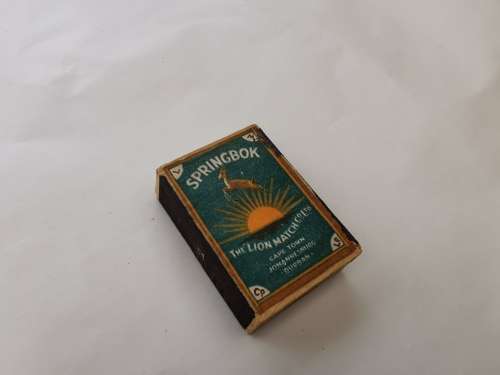 SPRINGBOK
THE LION MATCH CO LTD
CAPE TOWN
JOHANNESBURG
DURBAN